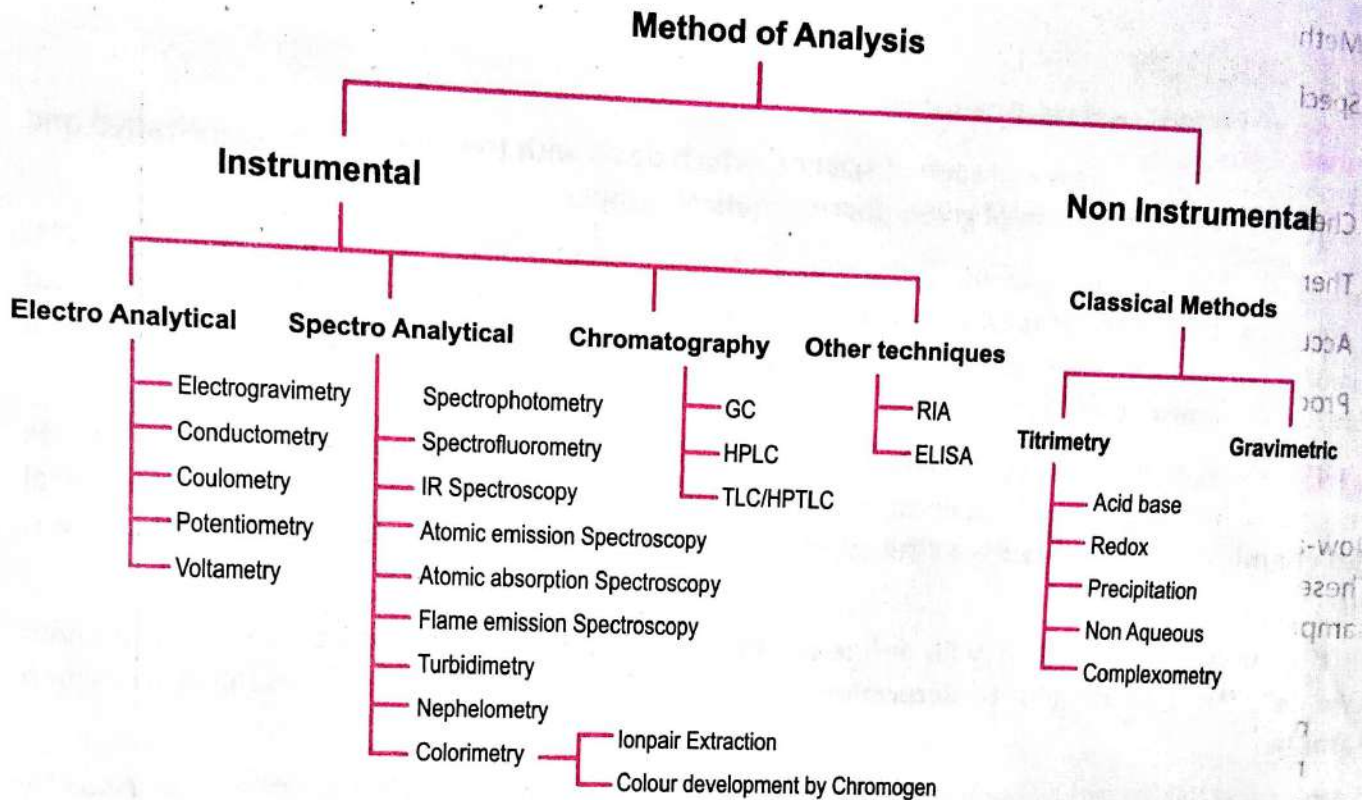 Method of Analysis
Instrumental
Non Instrumental
Electro Analytical
Electrogravimetry
Conductometry
Coulometry
Potentiometry
Voltametry
Spectro Analytical
Spectrophotometry
Spectrofluorometry
IR Spectroscopy
Atomic emission Spectroscopy
Atomic absorption Spectroscopy
Flame emission Spectroscopy
Turbidimetry
Nephelometry
Colorimetry
Ionpair Extraction
Colour development by Chromogen
Chromatography
GC
HPLC
TLC/HPTLC
Other techniques
RIA
ELISA
Classical Methods
Titrimetry
Acid base
Redox
Precipitation
Non Aqueous
Complexometry
Gravimetric